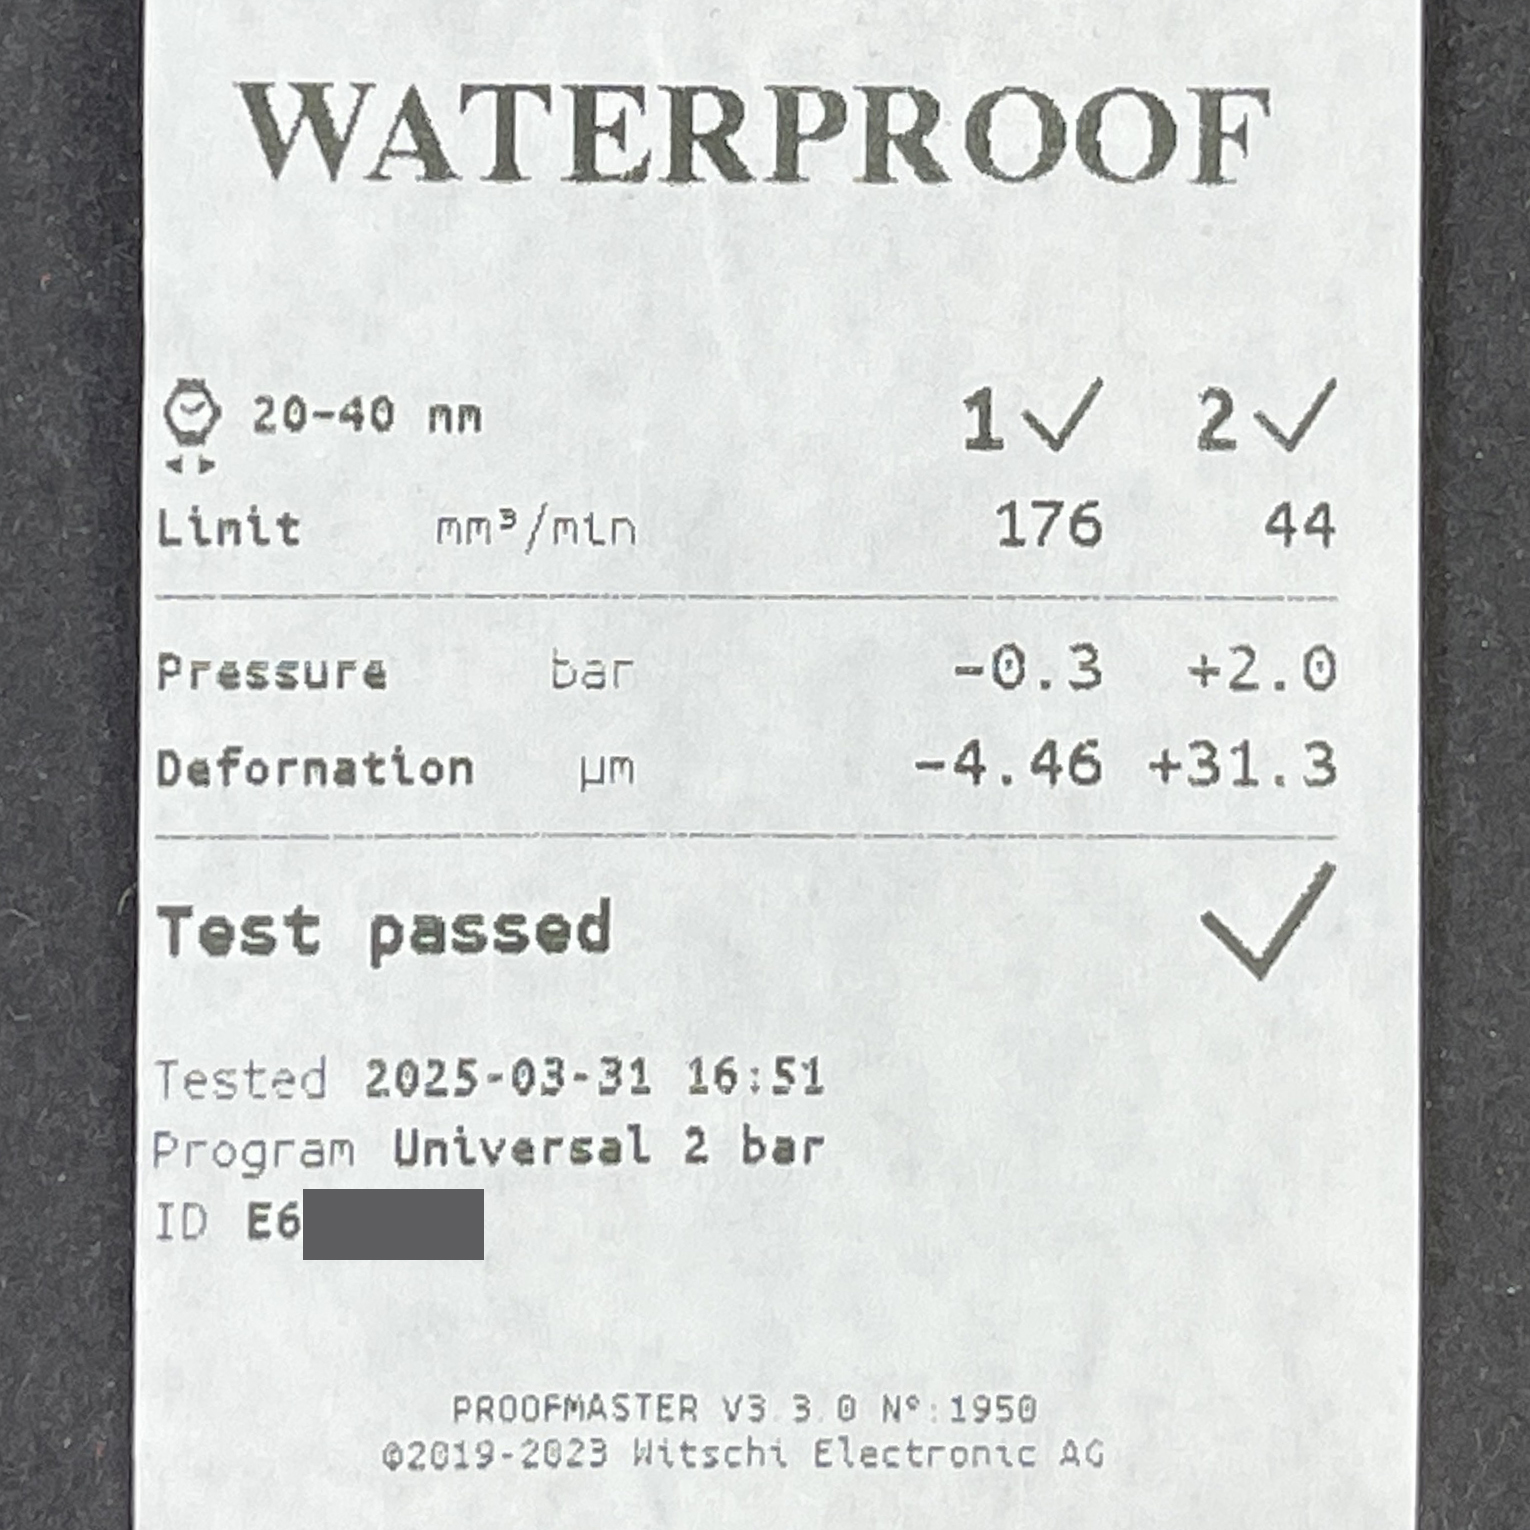 WATERPROOF
20-40 mm 1✓ 2✓
Limit mm³/min 176 44
Pressure bar -0.3 +2.0
Deformation µm -4.46 +31.3
Test passed ✓
Tested 2025-03-31 16:51
Program Universal 2 bar
ID E6
PROOFMASTER V3.3.0 N°:1950
©2019-2023 Witschi Electronic AG